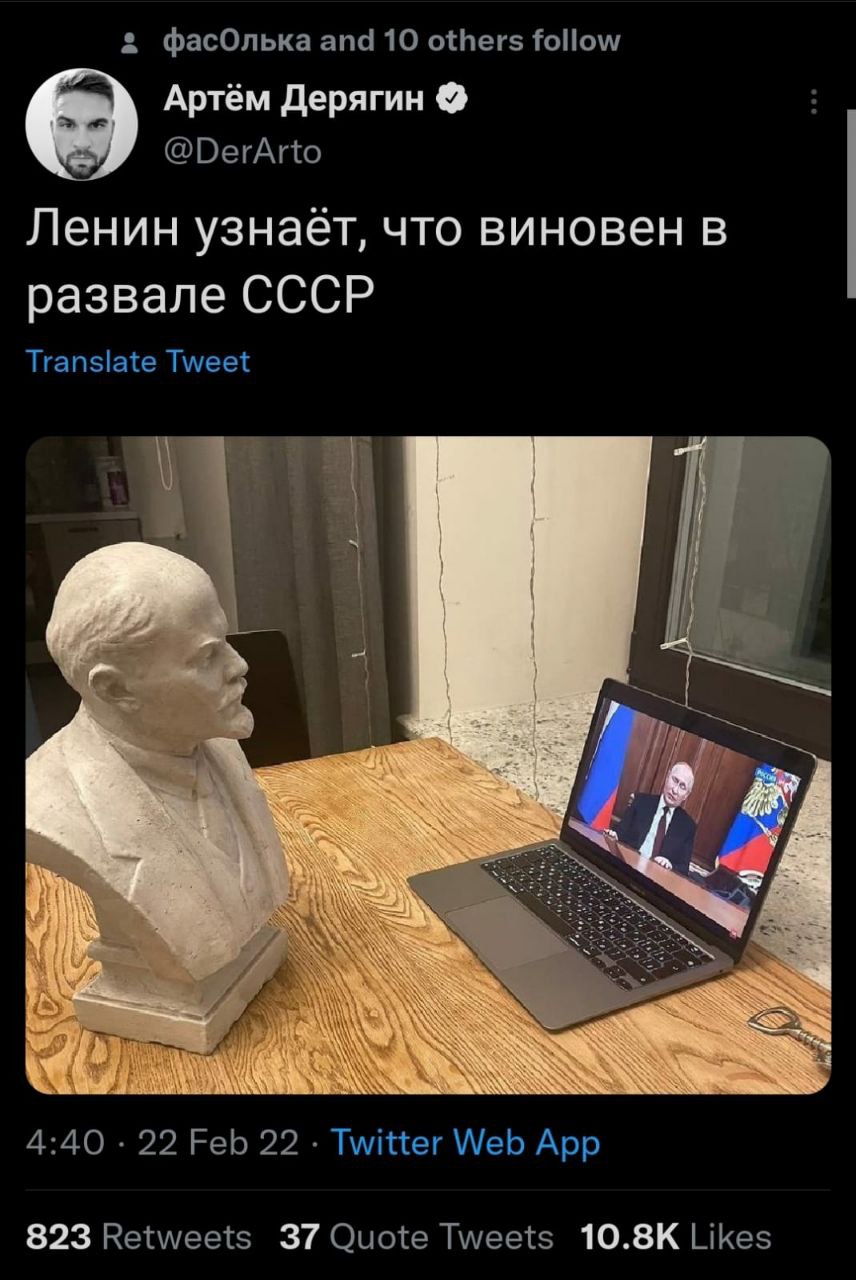 фасОлька and 10 others follow
Артём Дерягин
@DerArto
Ленин узнаёт, что виновен в
развале СССР
Translate Tweet
РОССИЯ
4:40 · 22 Feb 22 · Twitter Web App
823 Retweets 37 Quote Tweets 10.8K Likes